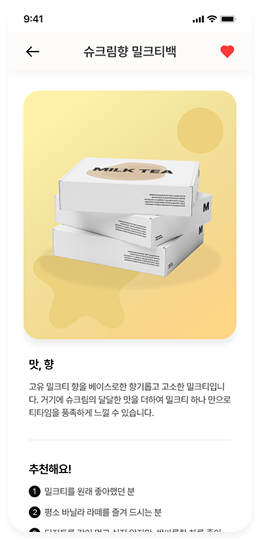 9:41
슈크림향 밀크티백
MILK TEA
맛, 향
고유 밀크티 향을 베이스로한 향기롭고 고소한 밀크티입니
다. 거기에 슈크림의 달달한 맛을 더하여 밀크티 하나 만으로
티타임을 풍족하게 느낄 수 있습니다.
추천해요!
1 밀크티를 원래 좋아했던 분
2 평소 바닐라 라떼를 즐겨 드시는 분